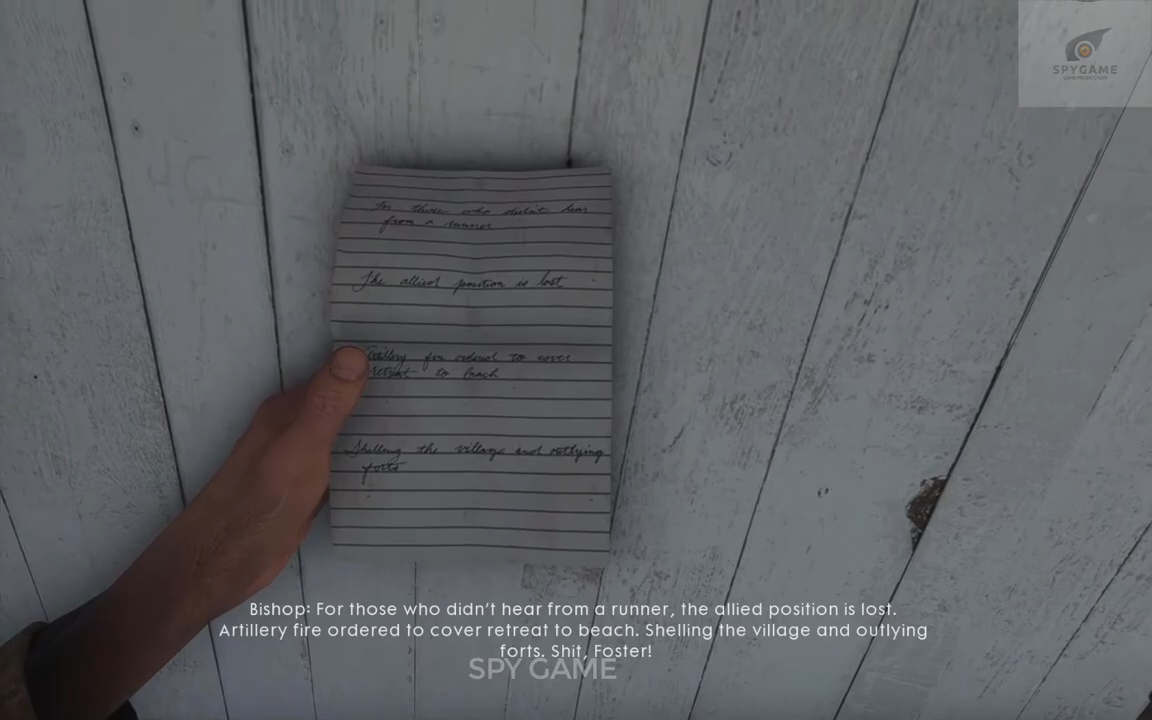 SPYGAME
GAME PRODUCTION
For those who didn't hear
from a runner
The allied position is lost
Artillery fire ordered to cover
retreat to beach
Shelling the village and outlying
forts
Bishop: For those who didn't hear from a runner, the allied position is lost.
Artillery fire ordered to cover retreat to beach. Shelling the village and outlying
forts. Shit, Foster!
SPY GAME